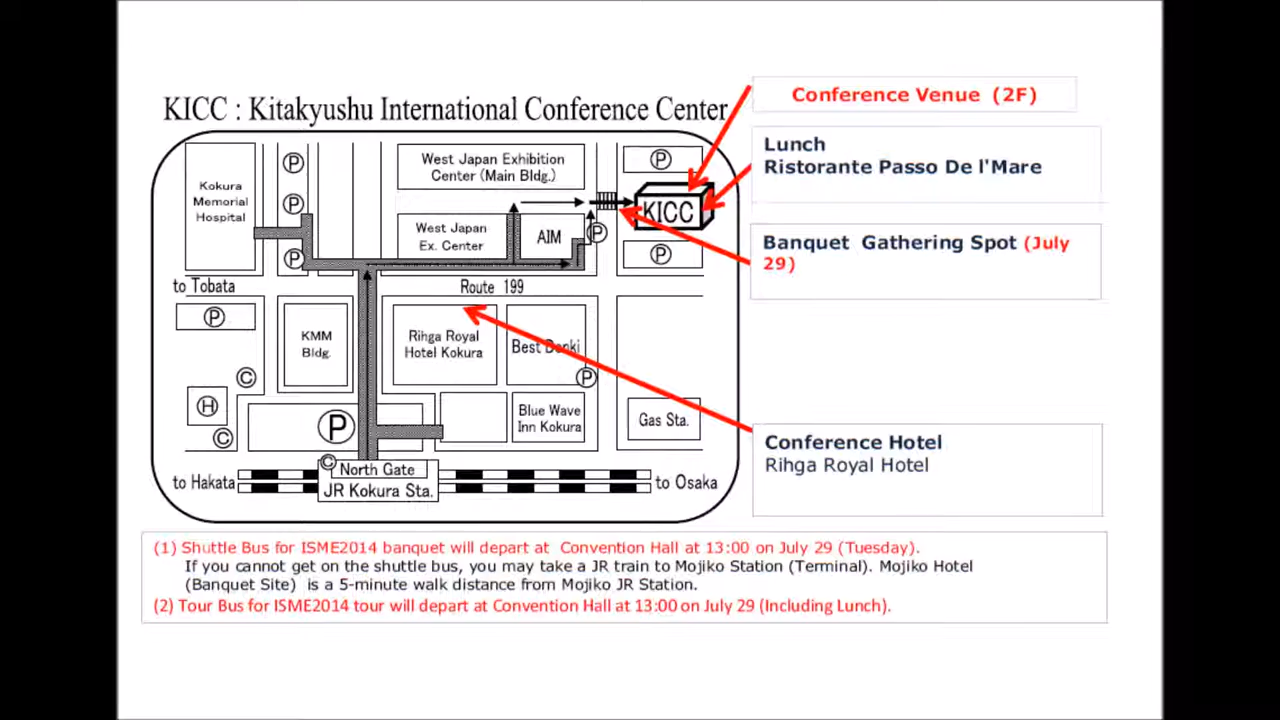 KICC : Kitakyushu International Conference Center
Conference Venue (2F)
Lunch
Ristorante Passo De l'Mare
Banquet Gathering Spot (July
29)
Conference Hotel
Rihga Royal Hotel
Kokura
Memorial
Hospital
P
P
P
West Japan Exhibition
Center (Main Bldg.)
West Japan
Ex. Center
AIM
P
P
KICC
P
to Tobata
Route 199
P
KMM
Bldg.
Rihga Royal
Hotel Kokura
Best Denki
P
C
H
C
P
Blue Wave
Inn Kokura
Gas Sta.
C
North Gate
JR Kokura Sta.
to Hakata
to Osaka
(1) Shuttle Bus for ISME2014 banquet will depart at Convention Hall at 13:00 on July 29 (Tuesday).
If you cannot get on the shuttle bus, you may take a JR train to Mojiko Station (Terminal). Mojiko Hotel
(Banquet Site) is a 5-minute walk distance from Mojiko JR Station.
(2) Tour Bus for ISME2014 tour will depart at Convention Hall at 13:00 on July 29 (Including Lunch).